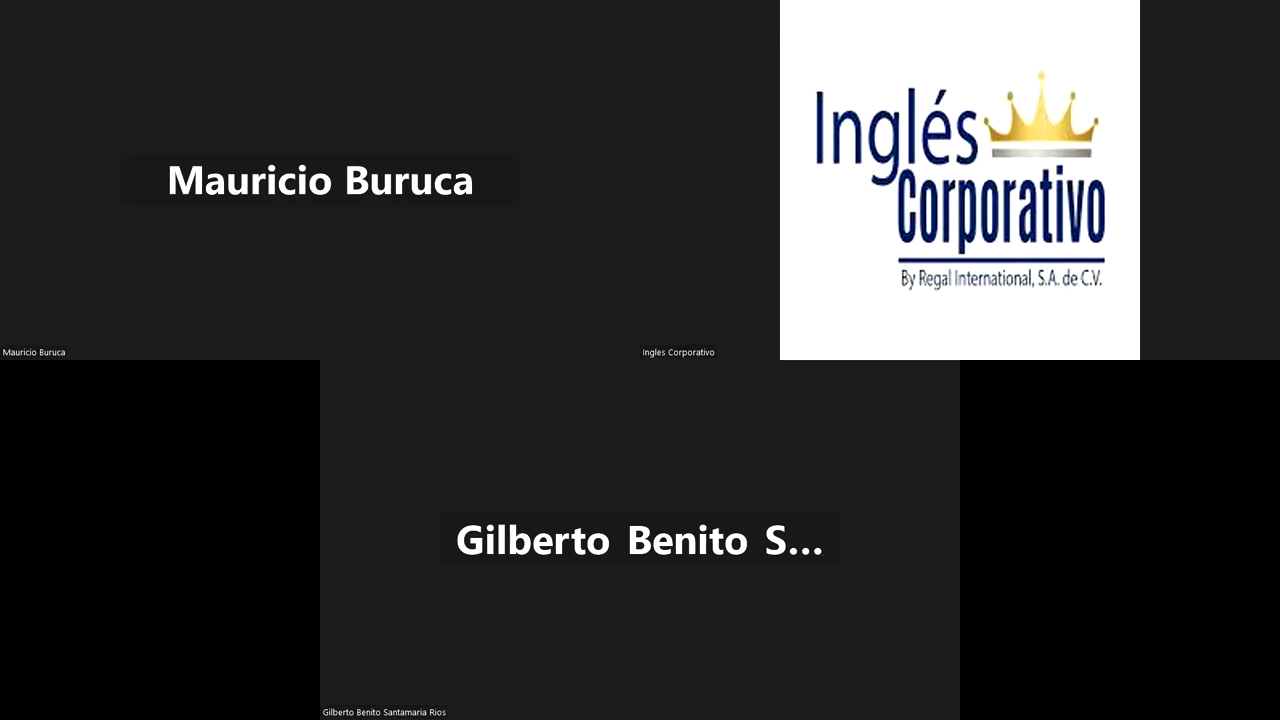 Mauricio Buruca
Mauricio Buruca
Inglés
Corporativo
By Regal International, S.A. de C.V.
Ingles Corporativo
Gilberto Benito S...
Gilberto Benito Santamaria Rios